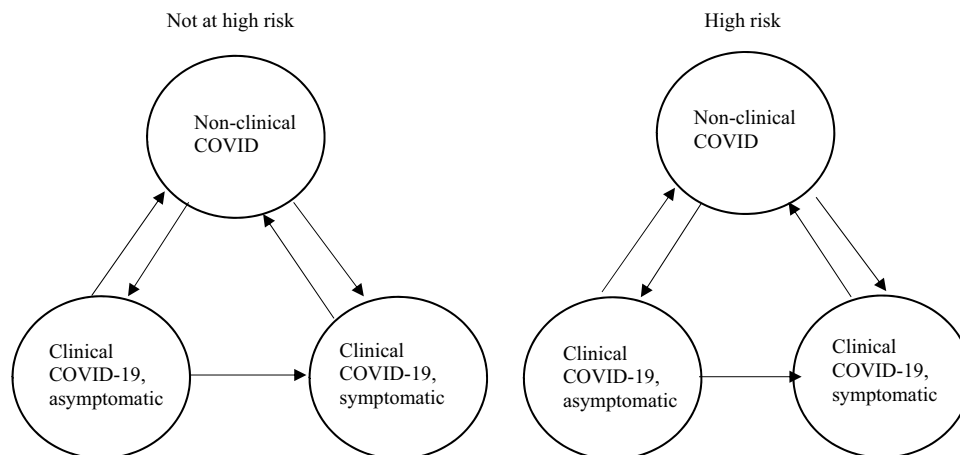 Not at high risk
High risk
Non-clinical
COVID
Non-clinical
COVID
Clinical
COVID-19,
asymptomatic
Clinical
COVID-19,
symptomatic
Clinical
COVID-19,
asymptomatic
Clinical
COVID-19,
symptomatic